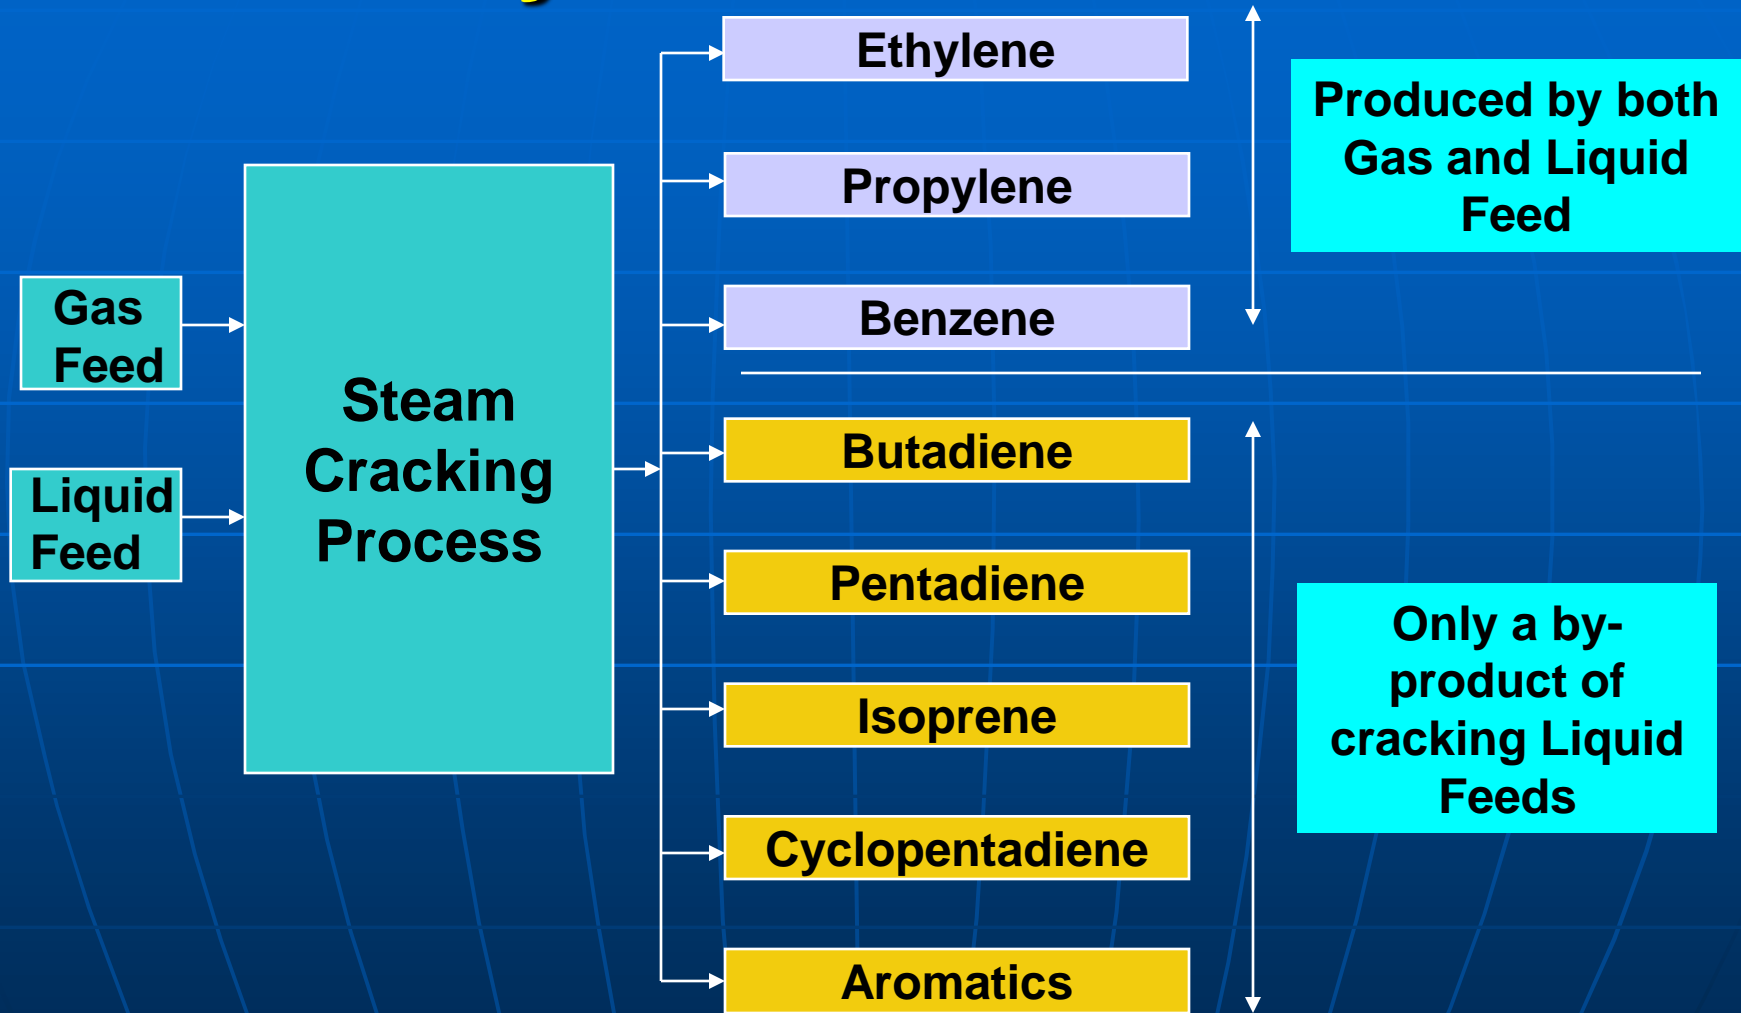 Ethylene
Produced by both
Gas and Liquid
Feed
Propylene
Benzene
Gas
Feed
Liquid
Feed
Steam
Cracking
Process
Butadiene
Pentadiene
Isoprene
Cyclopentadiene
Aromatics
Only a by-
product of
cracking Liquid
Feeds